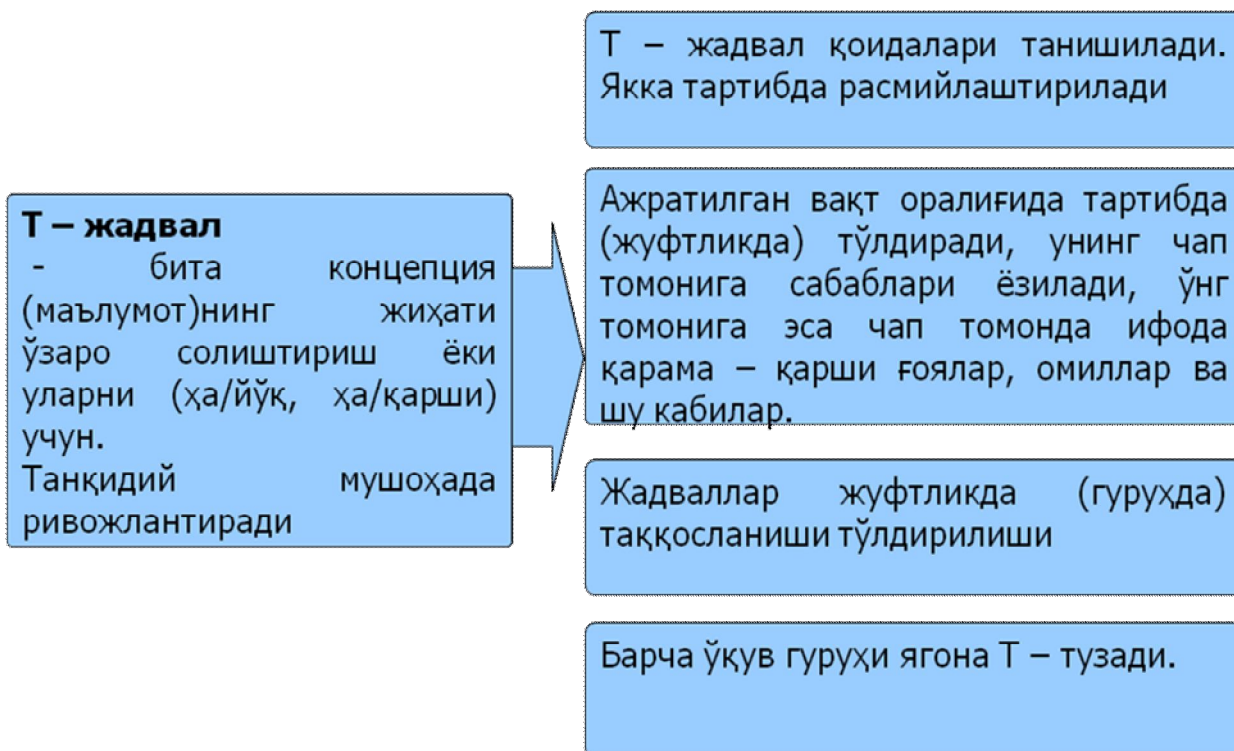 Т – жадвал
- бита концепция
(маълумот)нинг жиҳати
ўзаро солиштириш ёки
уларни (ҳа/йўқ, ҳа/қарши)
учун.
Танқидий мушоҳада
ривожлантиради
Т – жадвал қоидалари танишилади.
Якка тартибда расмийлаштирилади
Ажратилган вақт оралиғида тартибда
(жуфтликда) тўлдиради, унинг чап
томонига сабаблари ёзилади, ўнг
томонига эса чап томонда ифода
қарама – қарши ғоялар, омиллар ва
шу кабилар.
Жадваллар жуфтликда (гуруҳда)
таққосланиши тўлдирилиши
Барча ўқув гуруҳи ягона Т – тузади.